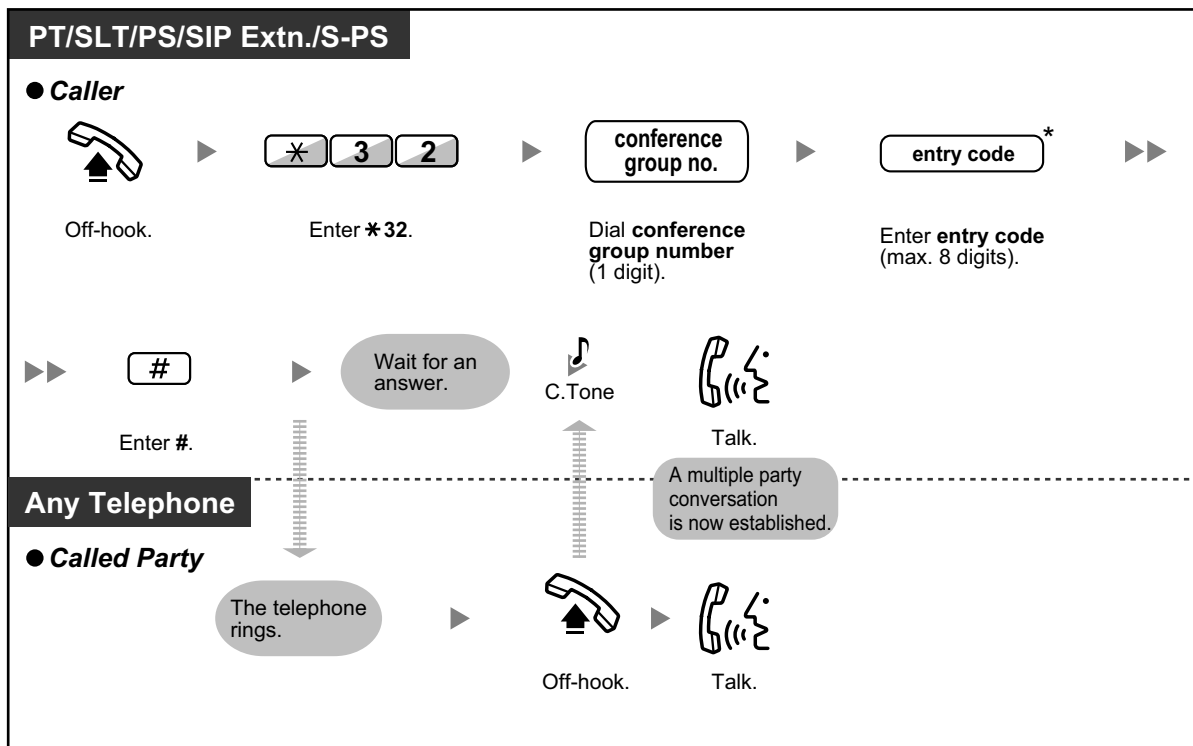 PT/SLT/PS/SIP Extn./S-PS
● Caller
* 3 2
conference
group no.
entry code *
Off-hook.
Enter *32.
Dial conference
group number
(1 digit).
Enter entry code
(max. 8 digits).
#
Wait for an
answer.
C.Tone
Enter #.
Talk.
A multiple party
conversation
is now established.
Any Telephone
● Called Party
The telephone
rings.
Off-hook.
Talk.